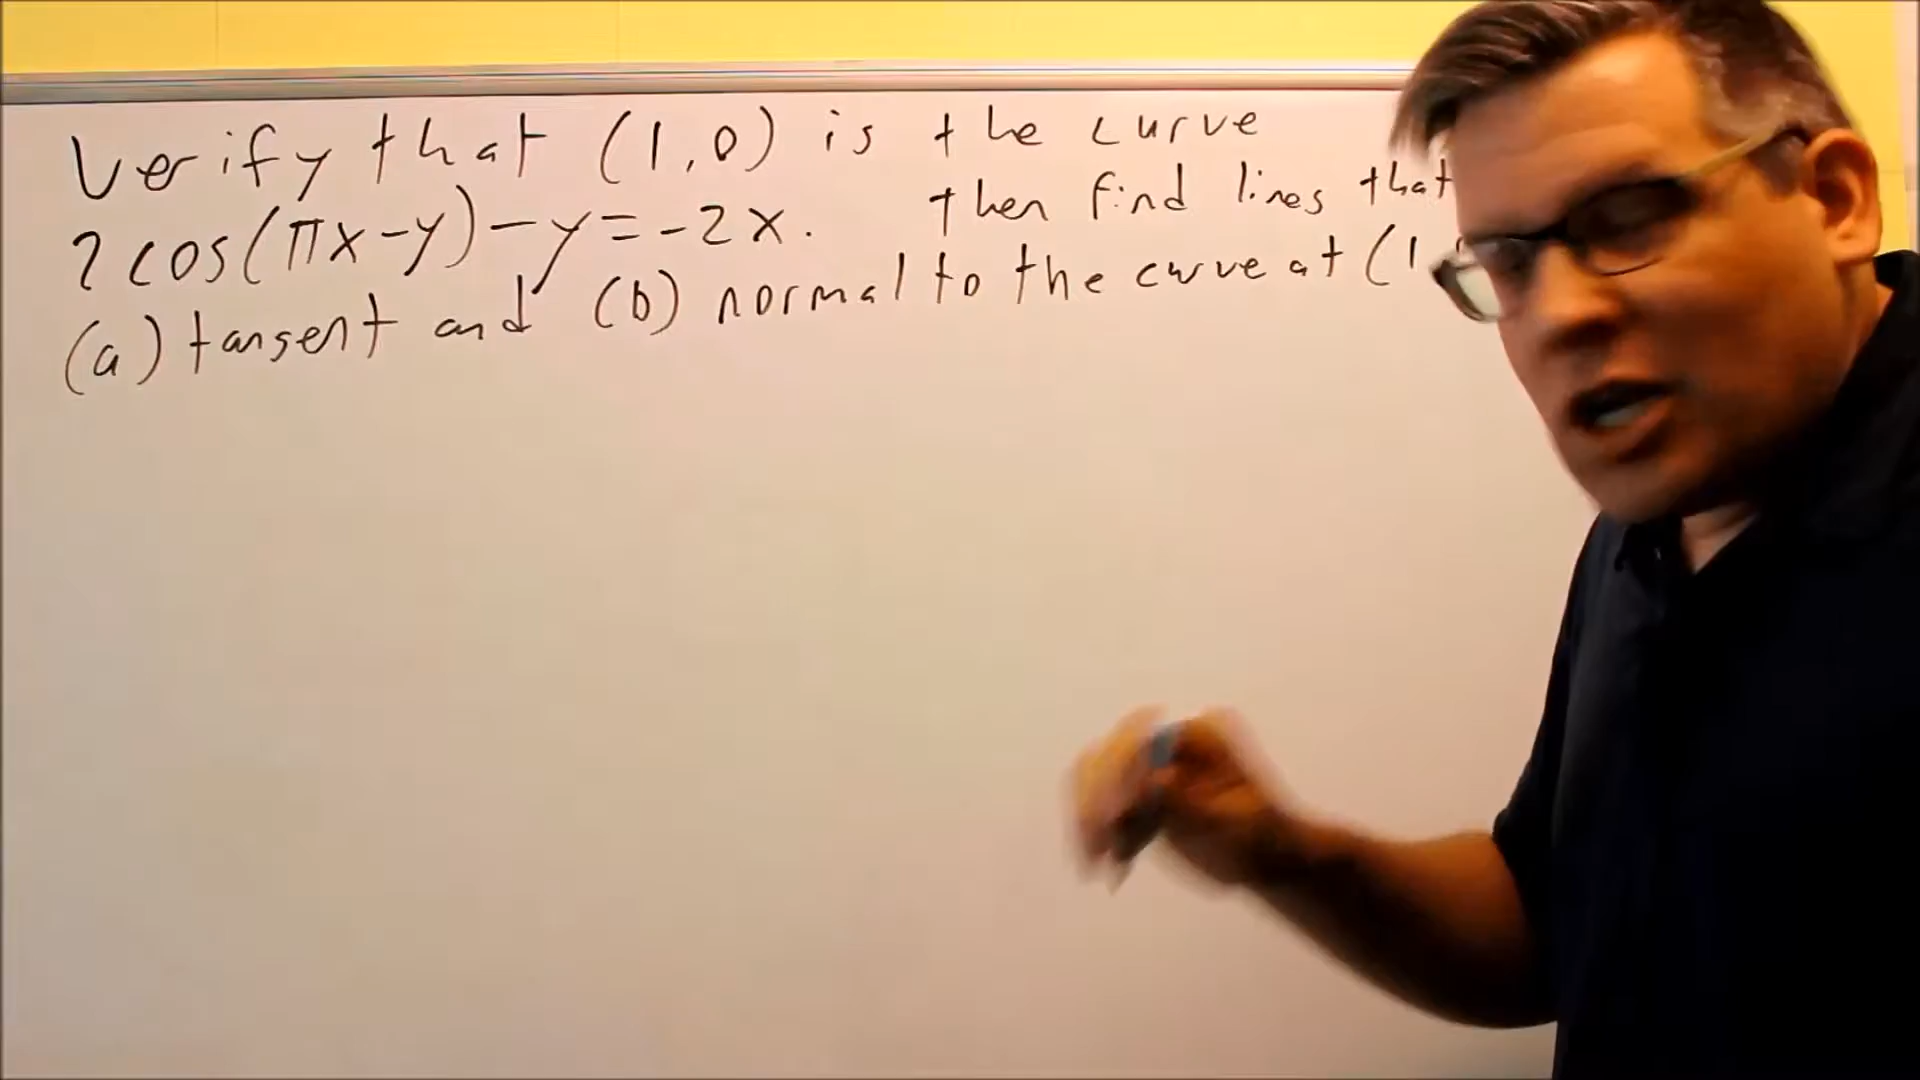 Verify that (1,0) is the curve
2cos(πx-y)-y=-2x. then find lines that
(a) tangent and (b) normal to the curve at (1